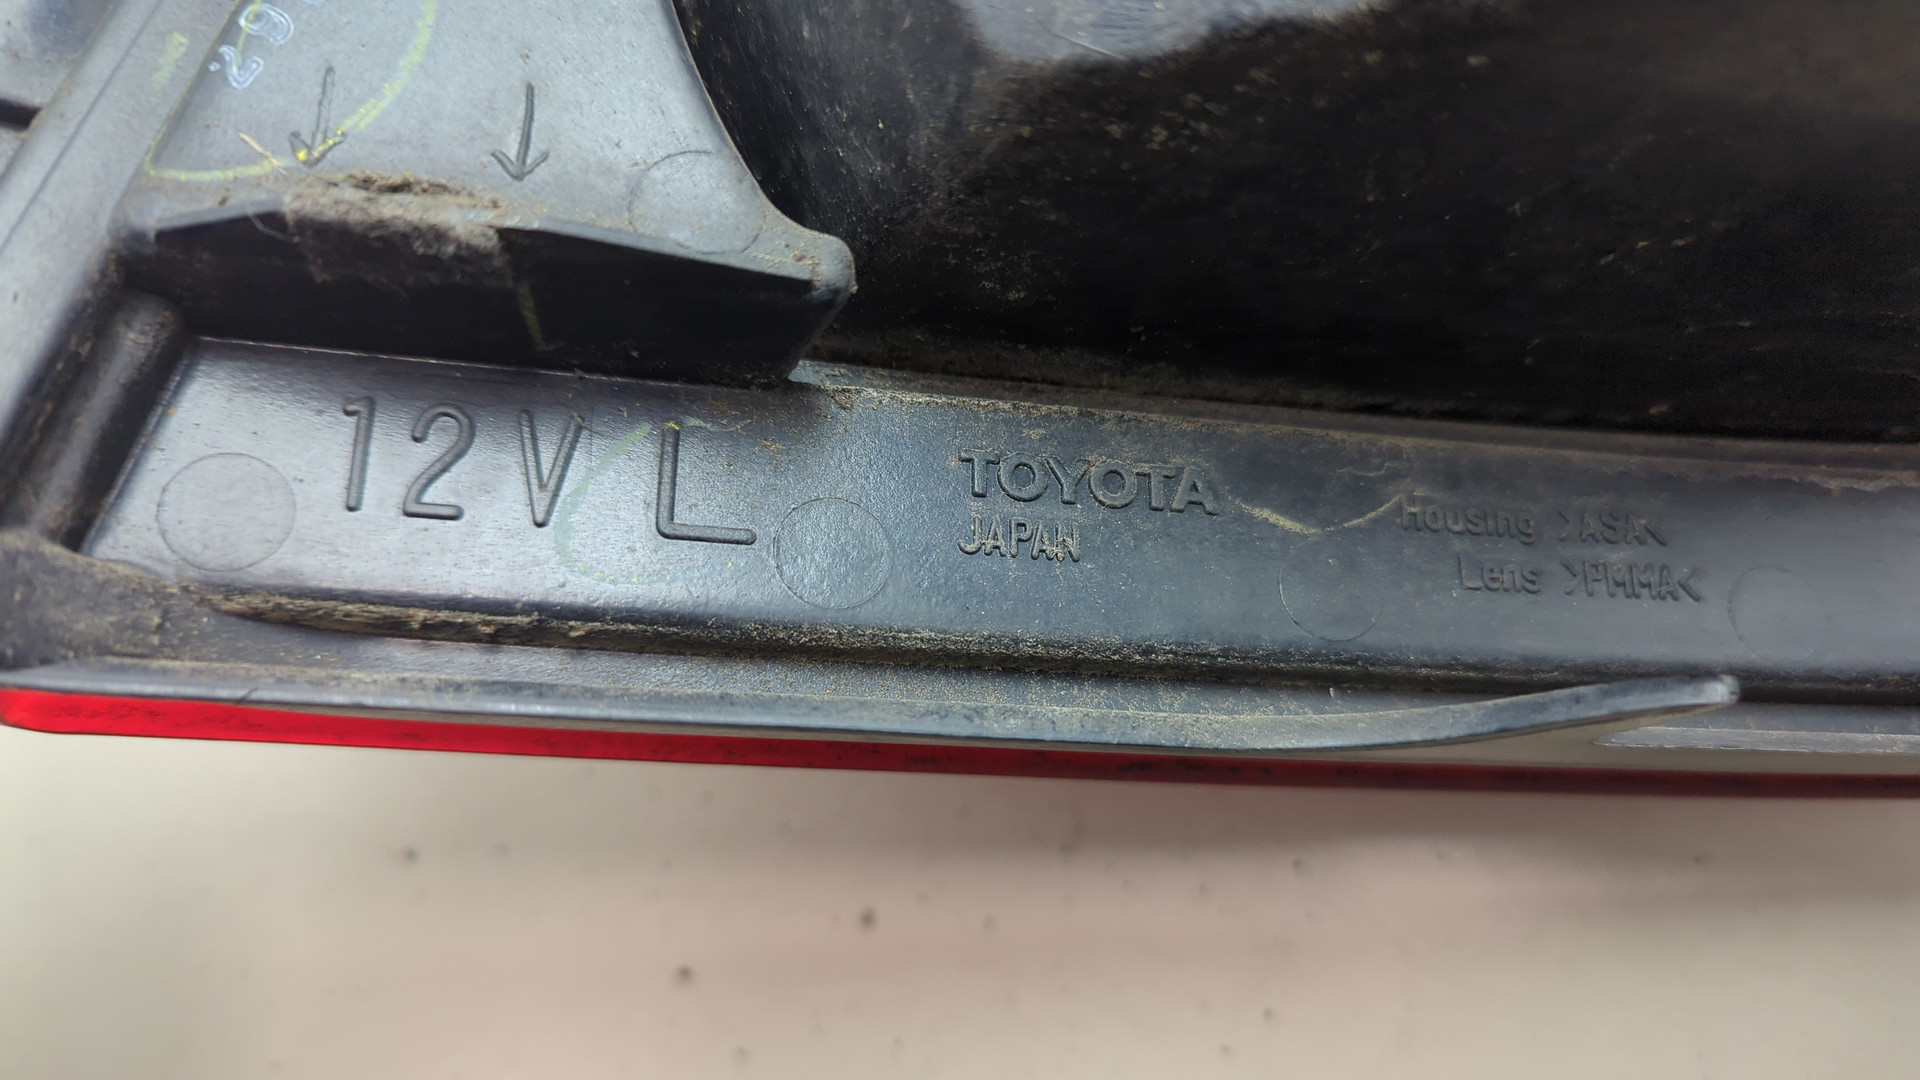 12V L
TOYOTA
JAPAN
Housing >ASA<
Lens >PMMA<